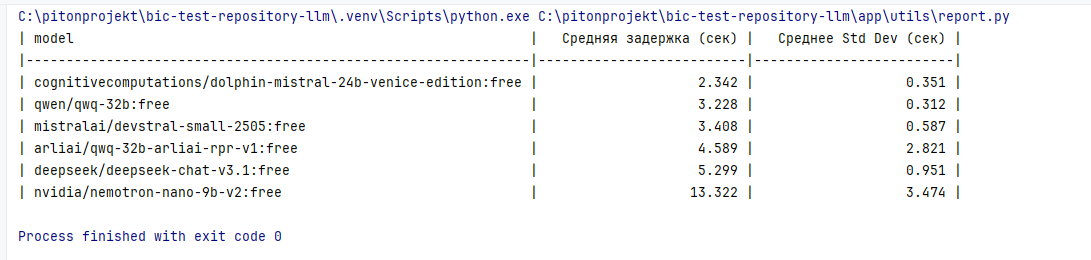 C:\pitonprojekt\bic-test-repository-llm\.venv\Scripts\python.exe C:\pitonprojekt\bic-test-repository-llm\app\utils\report.py
| model                                                         |   Средняя задержка (сек) |   Среднее Std Dev (сек) |
|---------------------------------------------------------------|--------------------------|-------------------------|
| cognitivecomputations/dolphin-mistral-24b-venice-edition:free |                    2.342 |                   0.351 |
| qwen/qwq-32b:free                                             |                    3.228 |                   0.312 |
| mistralai/devstral-small-2505:free                            |                    3.408 |                   0.587 |
| arliai/qwq-32b-arliai-rpr-v1:free                             |                    4.589 |                   2.821 |
| deepseek/deepseek-chat-v3.1:free                              |                    5.299 |                   0.951 |
| nvidia/nemotron-nano-9b-v2:free                               |                   13.322 |                   3.474 |
Process finished with exit code 0